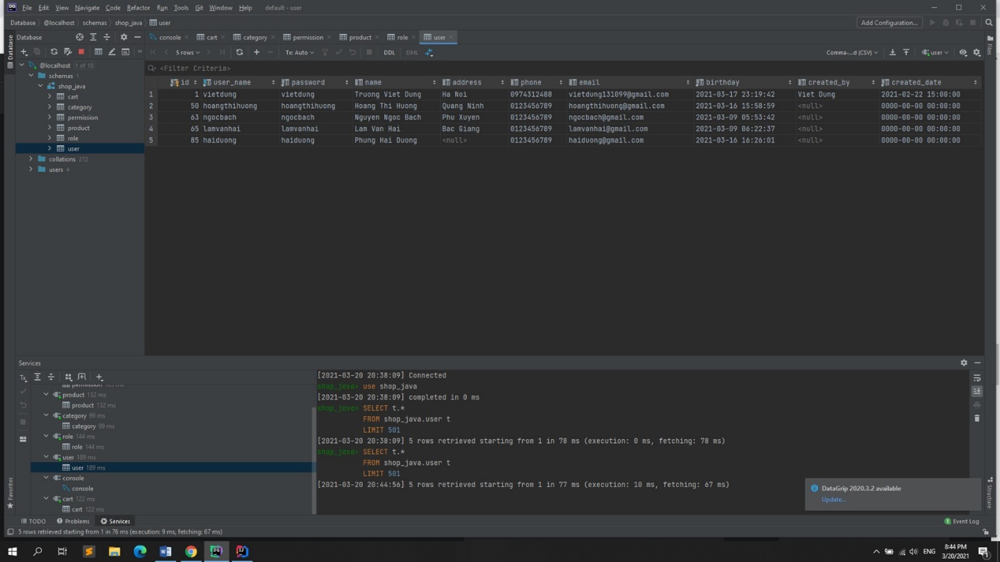 File Edit View Navigate Code Refactor Run Tools Git Window Help default - user
Database @localhost schemas shop_java user Add Configuration...
Database console cart category permission product role user
5 rows Tx: Auto DDL DML Comma-...d (CSV) user
@localhost 1 of 10
schemas 1
shop_java
cart
category
permission
product
role
user
collations 272
users 4
<Filter Criteria>
id user_name password name address phone email birthday created_by created_date
1 1 vietdung vietdung Truong Viet Dung Ha Noi 0974312488 vietdung131099@gmail.com 2021-03-17 23:19:42 Viet Dung 2021-02-22 15:00:00
2 50 hoangthihuong hoangthihuong Hoang Thi Huong Quang Ninh 0123456789 hoangthihuong@gmail.com 2021-03-16 15:58:59 <null> 0000-00-00 00:00:00
3 63 ngocbach ngocbach Nguyen Ngoc Bach Phu Xuyen 0123456789 ngocbach@gmail.com 2021-03-09 05:53:42 <null> 0000-00-00 00:00:00
4 65 lamvanhai lamvanhai Lam Van Hai Bac Giang 0123456789 lamvanhai@gmail.com 2021-03-09 06:22:37 <null> 0000-00-00 00:00:00
5 85 haiduong haiduong Phung Hai Duong <null> 0123456789 haiduong@gmail.com 2021-03-16 16:26:01 <null> 0000-00-00 00:00:00
Database
Files
Services
Tx
product 132 ms
product 132 ms
category 99 ms
category 99 ms
role 144 ms
role 144 ms
user 189 ms
user 189 ms
console
console
cart 122 ms
cart 122 ms
[2021-03-20 20:38:09] Connected
shop_java> use shop_java
[2021-03-20 20:38:09] completed in 0 ms
shop_java> SELECT t.*
FROM shop_java.user t
LIMIT 501
[2021-03-20 20:38:09] 5 rows retrieved starting from 1 in 78 ms (execution: 0 ms, fetching: 78 ms)
shop_java> SELECT t.*
FROM shop_java.user t
LIMIT 501
[2021-03-20 20:44:56] 5 rows retrieved starting from 1 in 77 ms (execution: 10 ms, fetching: 67 ms)
DataGrip 2020.3.2 available
Update...
Favorites
Structure
TODO Problems Services 1 Event Log
5 rows retrieved starting from 1 in 76 ms (execution: 9 ms, fetching: 67 ms)
ENG 8:44 PM
3/20/2021